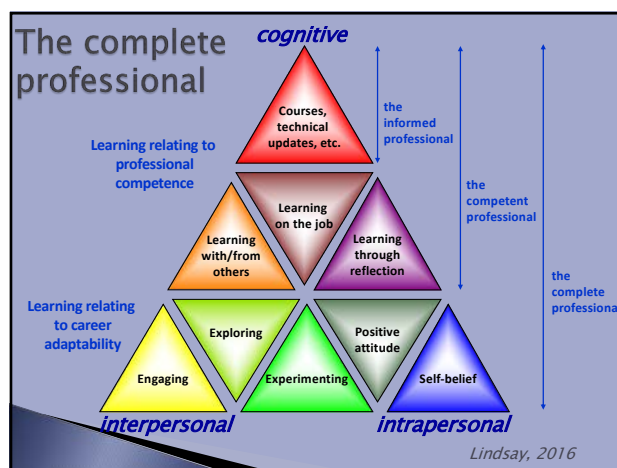 The complete
professional
cognitive
Courses,
technical
updates, etc.
the
informed
professional
Learning relating to
professional
competence
Learning
on the job
the
competent
professional
Learning
with/from
others
Learning
through
reflection
the
complete
professional
Learning relating
to career
adaptability
Exploring
Positive
attitude
Engaging
Experimenting
Self-belief
interpersonal
intrapersonal
Lindsay, 2016